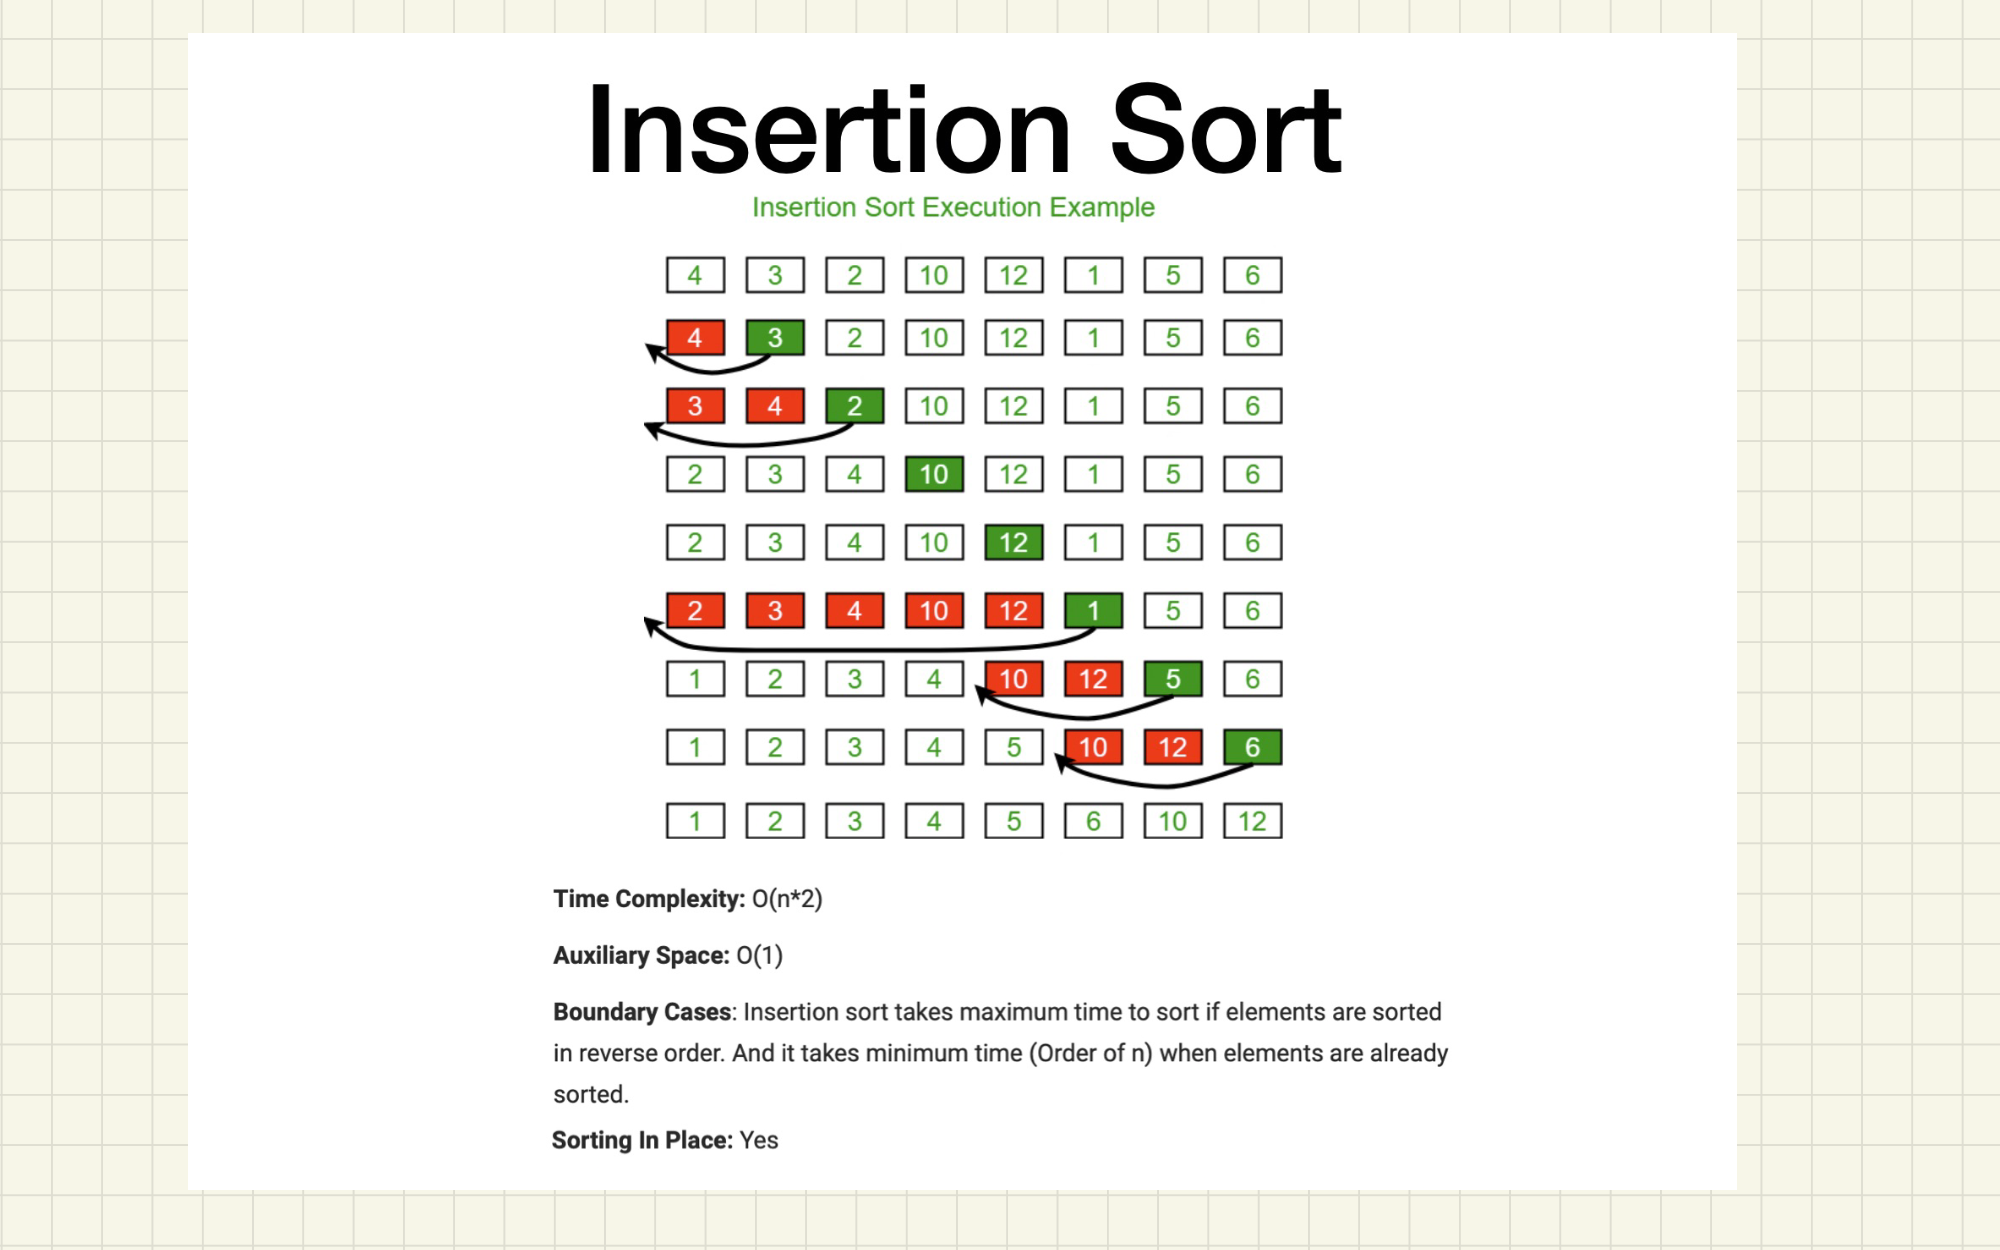 Insertion Sort
Insertion Sort Execution Example
4 3 2 10 12 1 5 6
4 3 2 10 12 1 5 6
3 4 2 10 12 1 5 6
2 3 4 10 12 1 5 6
2 3 4 10 12 1 5 6
2 3 4 10 12 1 5 6
1 2 3 4 10 12 5 6
1 2 3 4 5 10 12 6
1 2 3 4 5 6 10 12
Time Complexity: O(n*2)
Auxiliary Space: O(1)
Boundary Cases: Insertion sort takes maximum time to sort if elements are sorted
in reverse order. And it takes minimum time (Order of n) when elements are already
sorted.
Sorting In Place: Yes